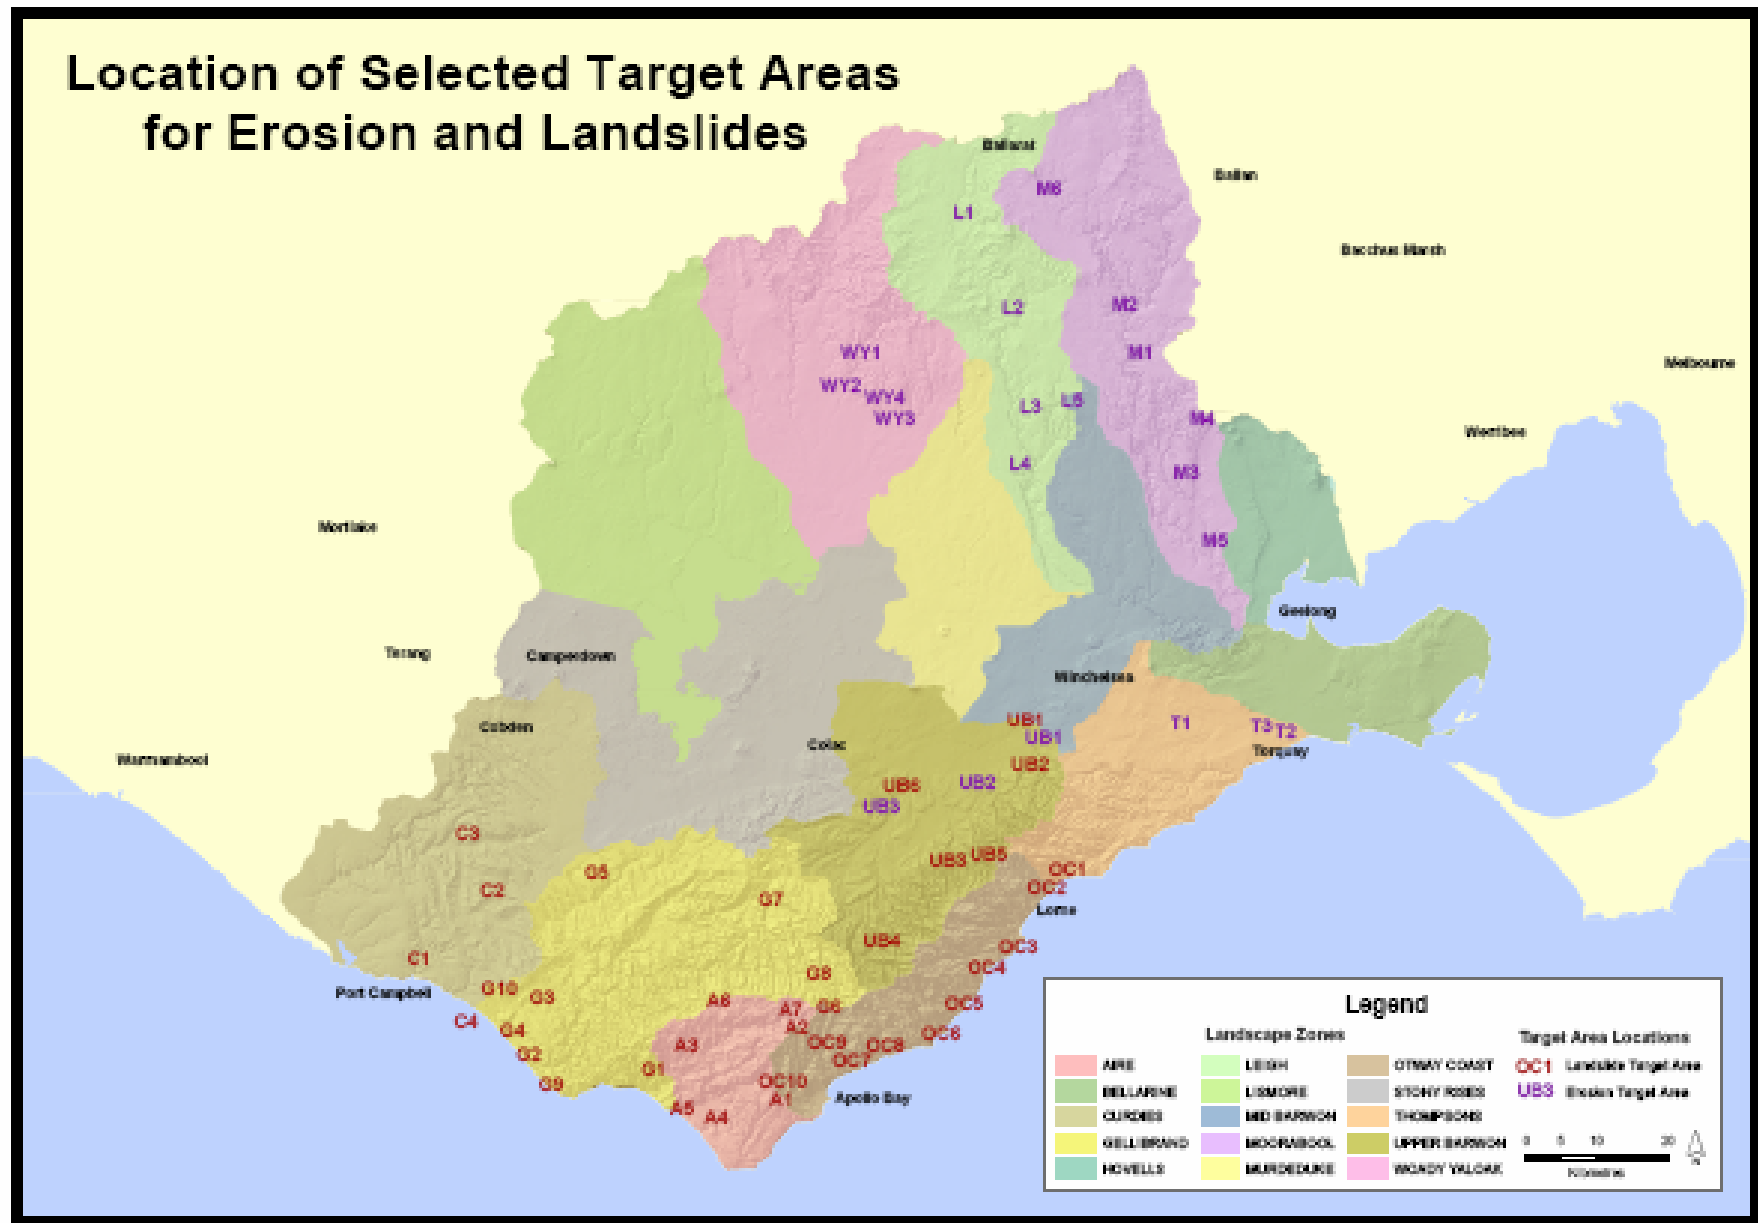 Location of Selected Target Areas
for Erosion and Landslides
Ballarat
Ballan
M6
L1
Bacchus Marsh
L2
M2
WY1
M1
Melbourne
WY2
WY4
WY3
L3
L5
M4
Werribee
L4
M3
Mortlake
M5
Geelong
Terang
Camperdown
Winchelsea
Cobden
UB1
UB1
T1
T3
T2
Colac
Torquay
Warrnambool
UB2
UB2
UB6
UB3
C3
UB3
UB5
OC1
OC2
G5
C2
G7
Lorne
UB4
OC3
C1
OC4
G8
G10
G3
Port Campbell
A6
A7
G6
OC5
C4
G4
A2
OC6
G2
A3
OC9
OC8
OC7
G1
G9
OC10
A1
Apollo Bay
A5
A4
Legend
Landscape Zones
Target Area Locations
AIRE
LEIGH
OTWAY COAST
OC1 Landslide Target Area
BELLARINE
LISMORE
STONY RISES
UB3 Erosion Target Area
CURDIES
MID BARWON
THOMPSONS
GELLIBRAND
MOORABOOL
UPPER BARWON
HOVELLS
MURDEDUKE
WOADY YALOAK
0 5 10 20
Kilometres
N